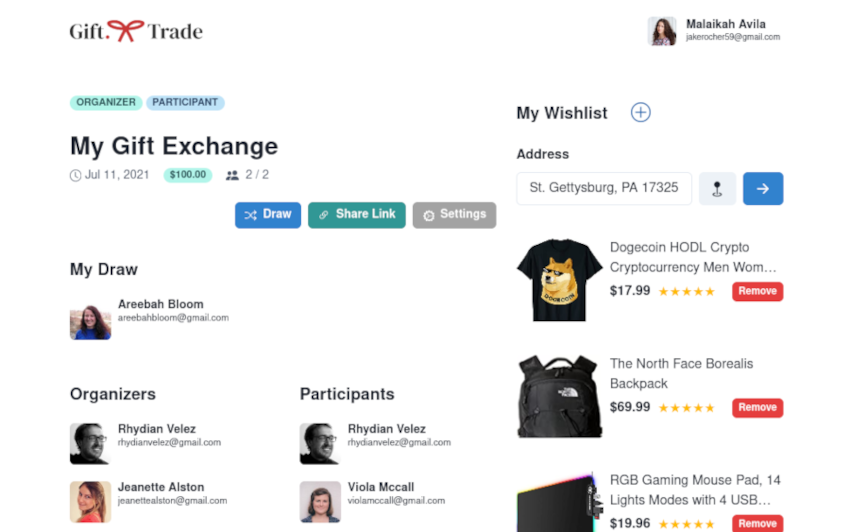 Gift. Trade
Malaikah Avila
jakerocher59@gmail.com
ORGANIZER PARTICIPANT
My Gift Exchange
Jul 11, 2021 $100.00 2 / 2
Draw Share Link Settings
My Draw
Areebah Bloom
areebahbloom@gmail.com
Organizers
Rhydian Velez
rhydianvelez@gmail.com
Jeanette Alston
jeanettealston@gmail.com
Participants
Rhydian Velez
rhydianvelez@gmail.com
Viola Mccall
violamccall@gmail.com
My Wishlist
Address
St. Gettysburg, PA 17325
DOGECOIN
Dogecoin HODL Crypto
Cryptocurrency Men Wom...
$17.99 Remove
THE NORTH FACE
The North Face Borealis
Backpack
$69.99 Remove
RGB Gaming Mouse Pad, 14
Lights Modes with 4 USB...
$19.96 Remove